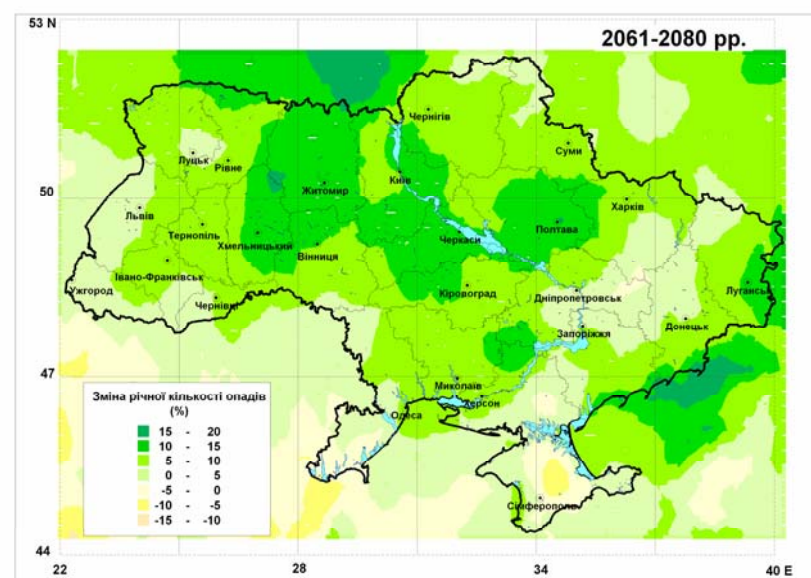 53 N
2061-2080 рр.
Чернігів
Луцьк
Рівне
Суми
50
Житомир
Київ
Харків
Львів
Тернопіль
Хмельницький
Вінниця
Черкаси
Полтава
Івано-Франківськ
Ужгород
Чернівці
Кіровоград
Дніпропетровськ
Луганськ
Запоріжжя
Донецьк
47
Миколаїв
Херсон
Одеса
Зміна річної кількості опадів
(%)
15 - 20
10 - 15
5 - 10
0 - 5
-5 - 0
-10 - -5
-15 - -10
Сімферополь
44
22
28
34
40 E